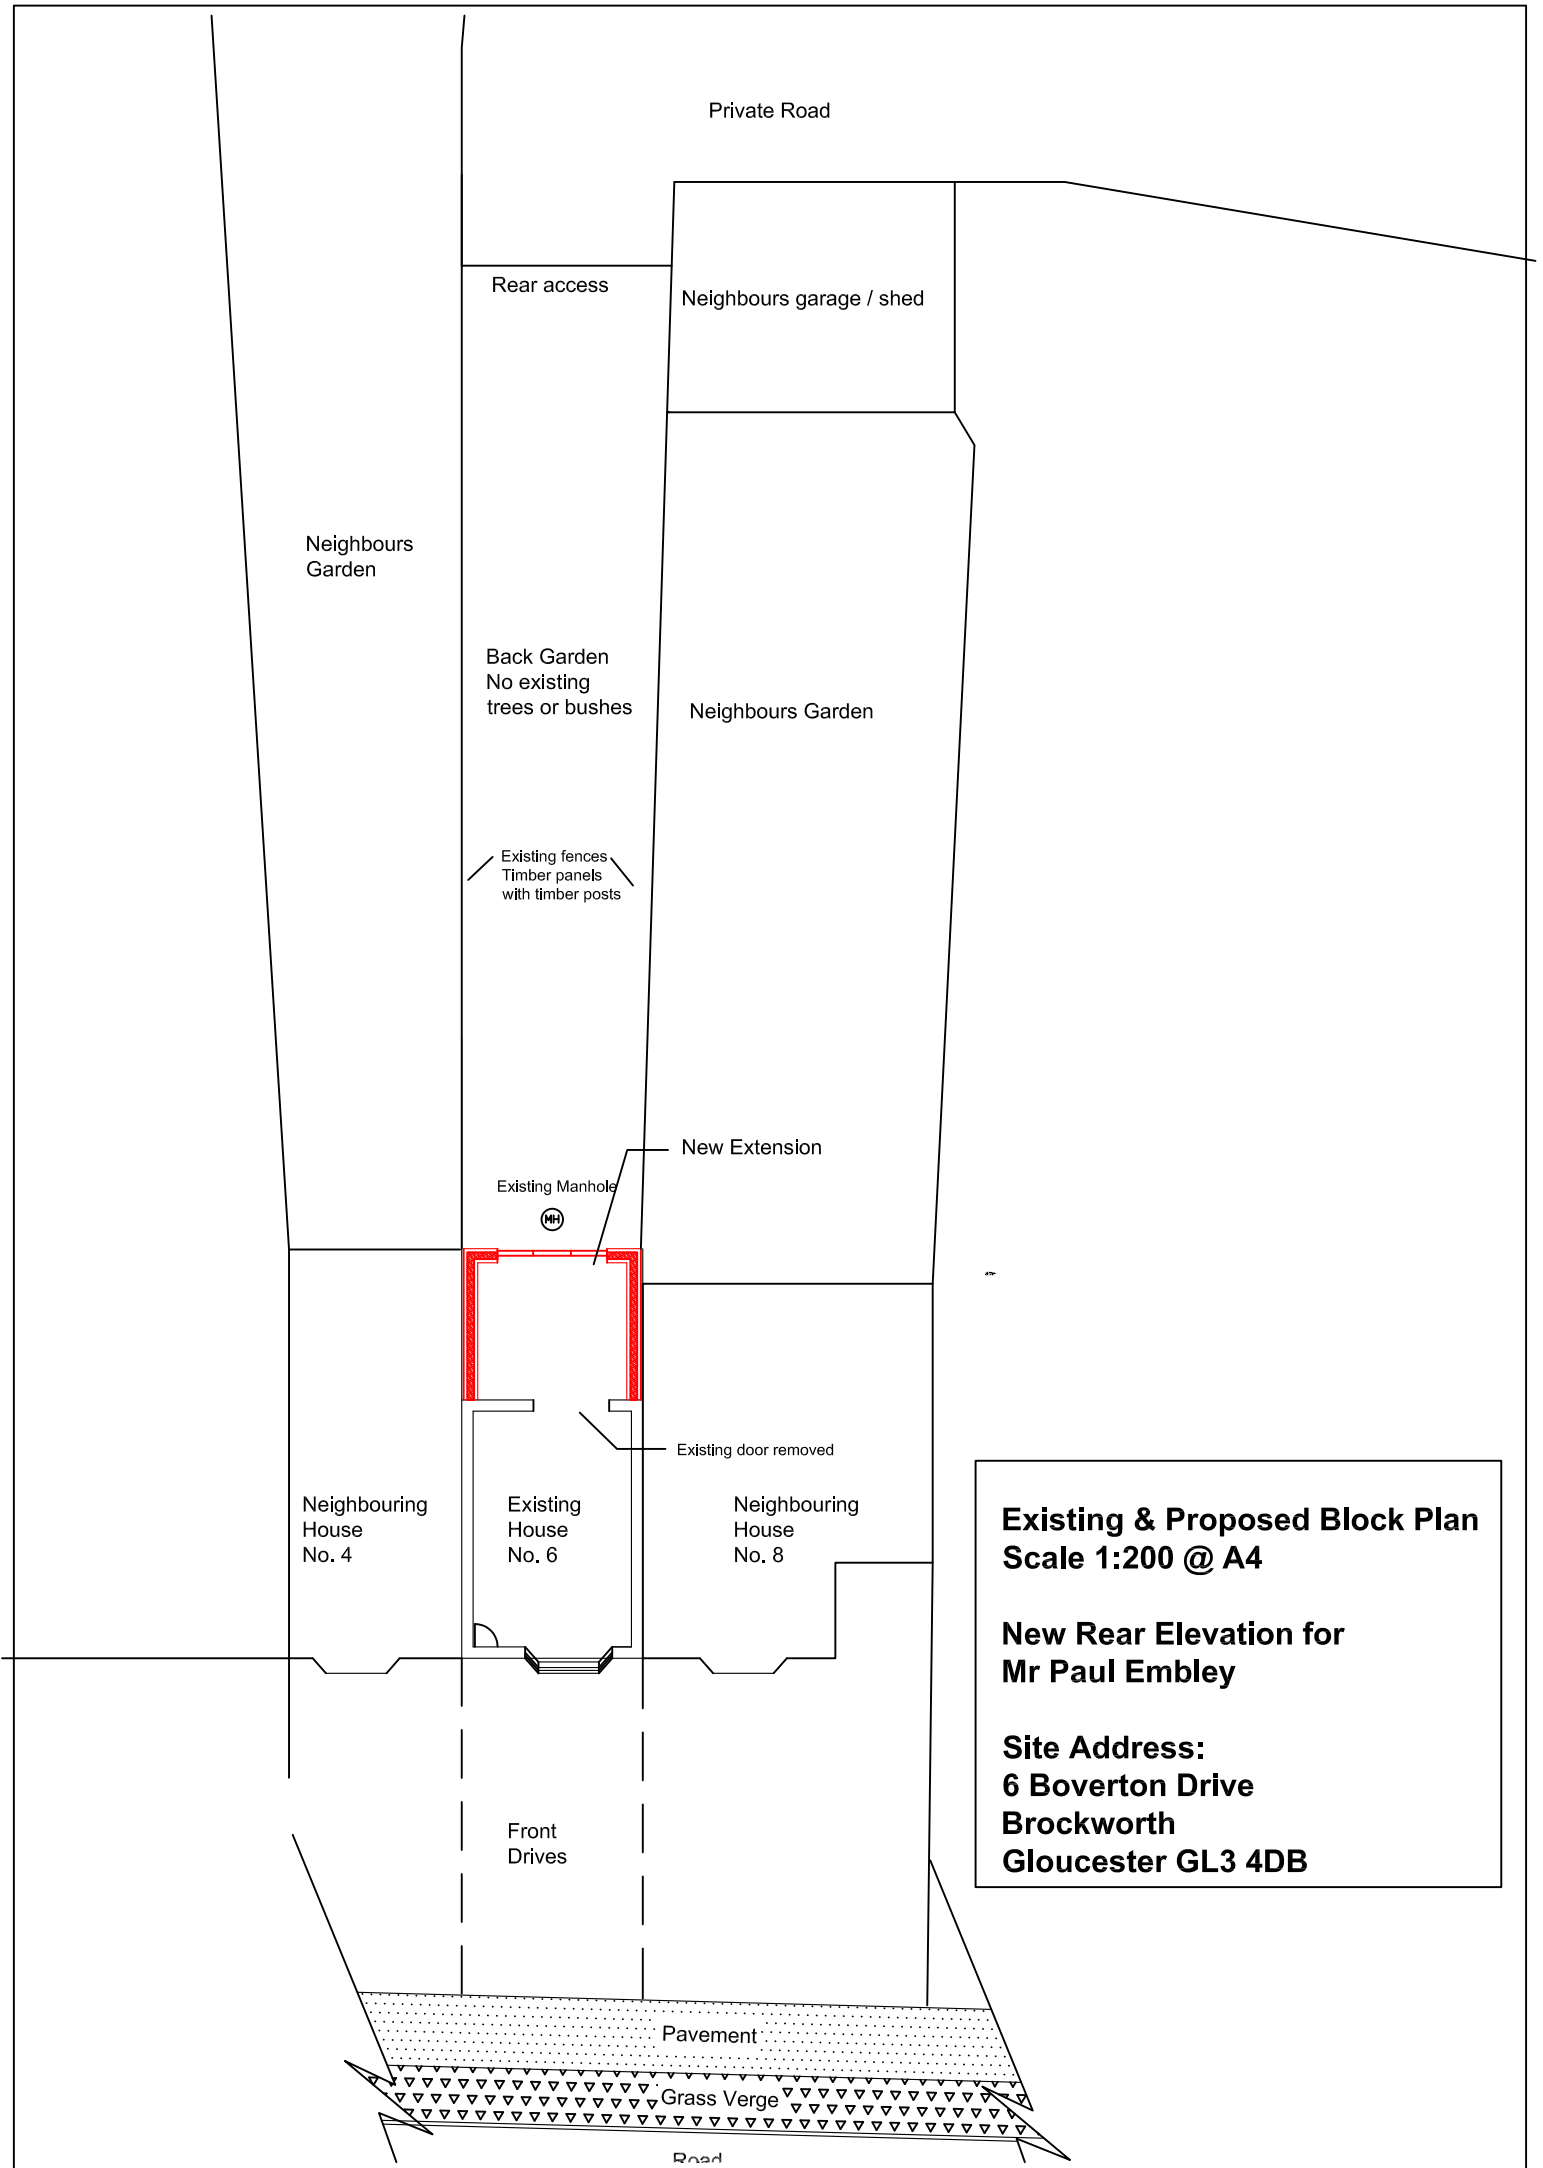 Private Road
Rear access
Neighbours garage / shed
Neighbours
Garden
Back Garden
No existing
trees or bushes
Neighbours Garden
Existing fences
Timber panels
with timber posts
New Extension
Existing Manhole
MH
Existing door removed
Neighbouring
House
No. 4
Existing
House
No. 6
Neighbouring
House
No. 8
Existing & Proposed Block Plan
Scale 1:200 @ A4
New Rear Elevation for
Mr Paul Embley
Site Address:
6 Boverton Drive
Brockworth
Gloucester GL3 4DB
Front
Drives
Pavement
Grass Verge
Road